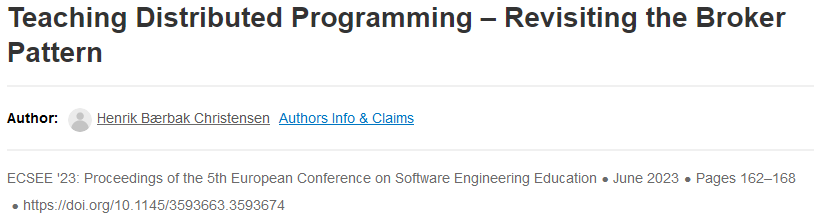 Teaching Distributed Programming – Revisiting the Broker
Pattern
Author: Henrik Bærbak Christensen Authors Info & Claims
ECSEE '23: Proceedings of the 5th European Conference on Software Engineering Education ● June 2023 ● Pages 162–168
● https://doi.org/10.1145/3593663.3593674